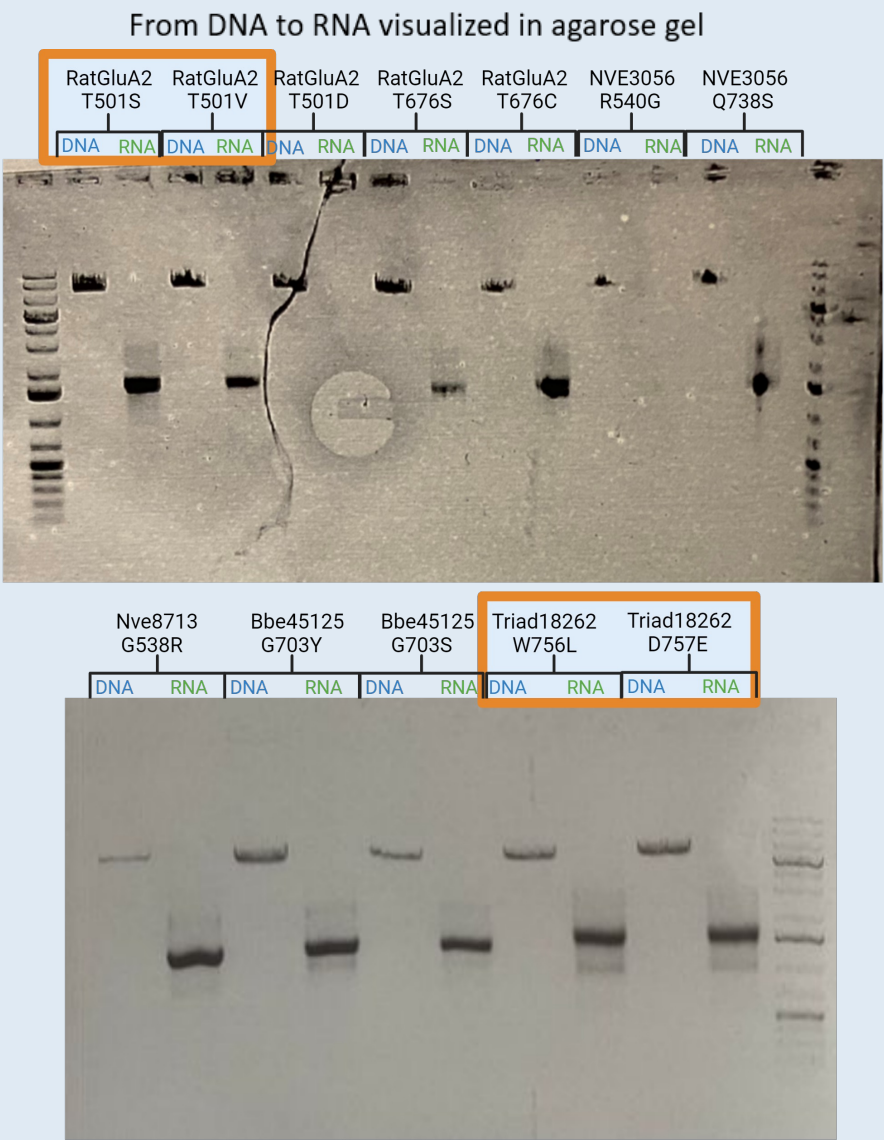 From DNA to RNA visualized in agarose gel
RatGluA2 RatGluA2 RatGluA2 RatGluA2 RatGluA2 NVE3056 NVE3056
T501S T501V T501D T676S T676C R540G Q738S
DNA RNA DNA RNA DNA RNA DNA RNA DNA RNA DNA RNA DNA RNA
Nve8713 Bbe45125 Bbe45125 Triad18262 Triad18262
G538R G703Y G703S W756L D757E
DNA RNA DNA RNA DNA RNA DNA RNA DNA RNA